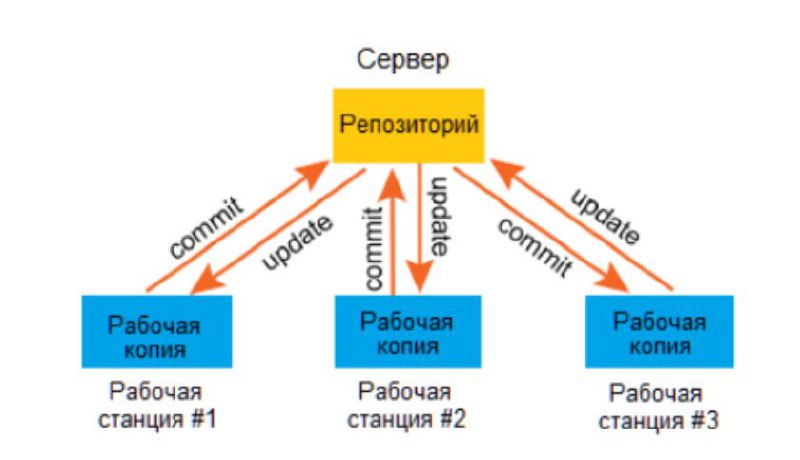 Сервер
Репозиторий
commit
update
commit
update
commit
update
Рабочая
копия
Рабочая
копия
Рабочая
копия
Рабочая
станция #1
Рабочая
станция #2
Рабочая
станция #3